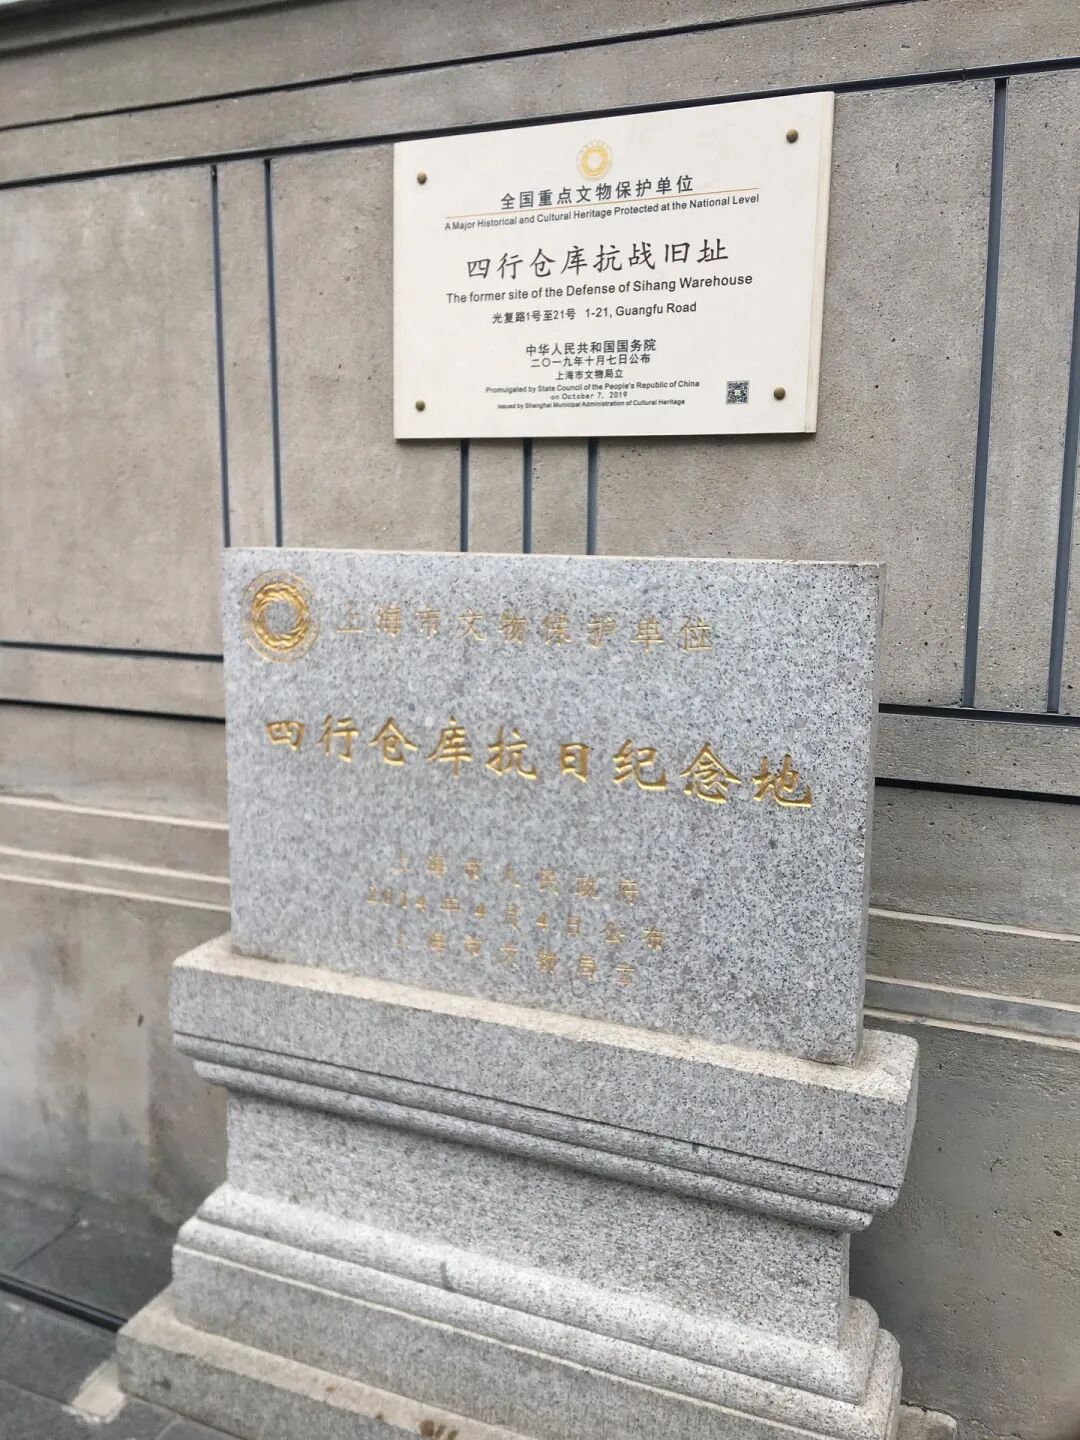 全国重点文物保护单位
A Major Historical and Cultural Heritage Protected at the National Level
四行仓库抗战旧址
The former site of the Defense of Sihang Warehouse
光复路1号至21号 1-21, Guangfu Road
中华人民共和国国务院
二〇一九年十月七日公布
上海市文物局立
Promulgated by State Council of the People's Republic of China
on October 7, 2019
Issued by Shanghai Municipal Administration of Cultural Heritage
上海市文物保护单位
四行仓库抗日纪念地
上海市人民政府
2014年4月4日公布
上海市文物局立